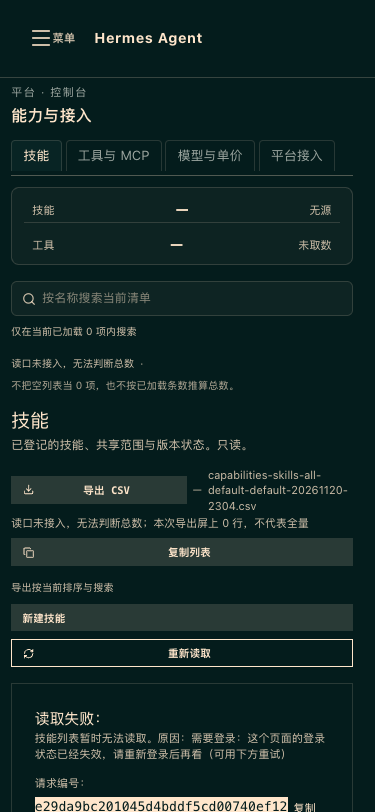 菜单 Hermes Agent
平台 · 控制台
能力与接入
技能 工具与 MCP 模型与单价 平台接入
技能 — 无源
工具 — 未取数
按名称搜索当前清单
仅在当前已加载 0 项内搜索
读口未接入，无法判断总数 ·
不把空列表当 0 项，也不按已加载条数推算总数。
技能
已登记的技能、共享范围与版本状态。只读。
导出 CSV — capabilities-skills-all-
default-default-20261120-
2304.csv
读口未接入，无法判断总数；本次导出屏上 0 行，不代表全量
复制列表
导出按当前排序与搜索
新建技能
重新读取
读取失败：
技能列表暂时无法读取。原因：需要登录：这个页面的登录
状态已经失效，请重新登录后再看（可用下方重试）
请求编号：
e29da9bc201045d4bddf5cd00740ef12 复制